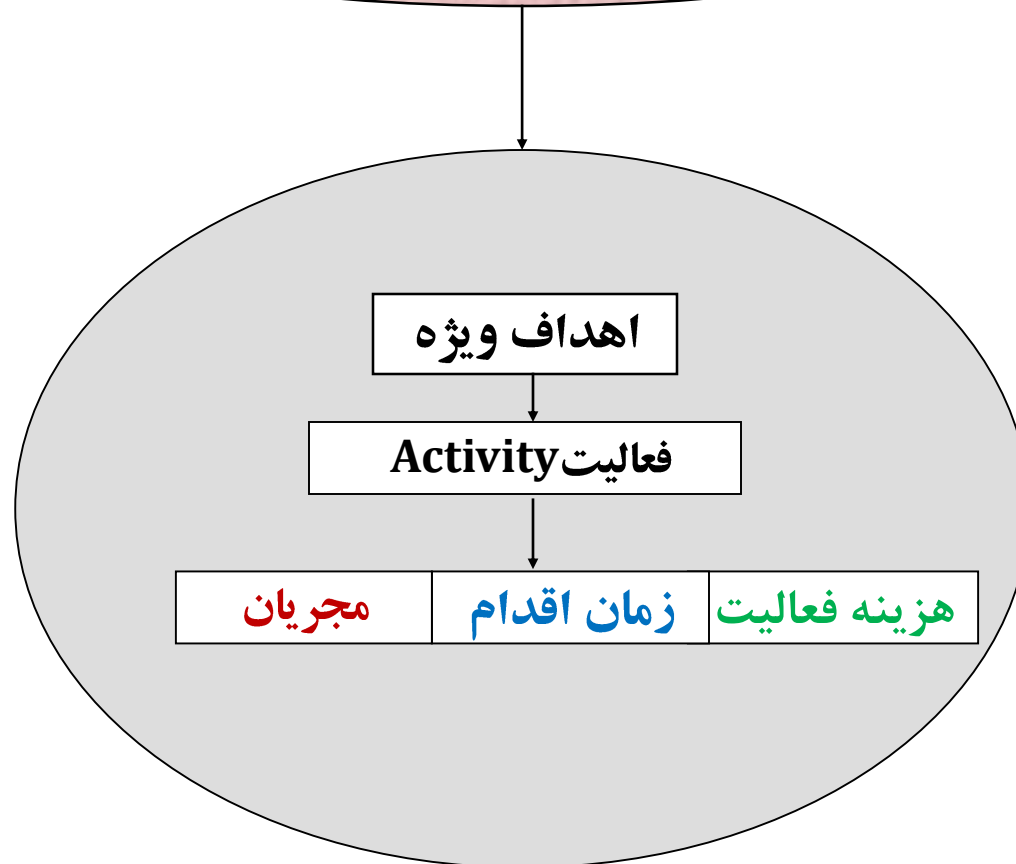 اهداف ویژه
فعالیتActivity
هزینه فعالیت
زمان اقدام
مجریان